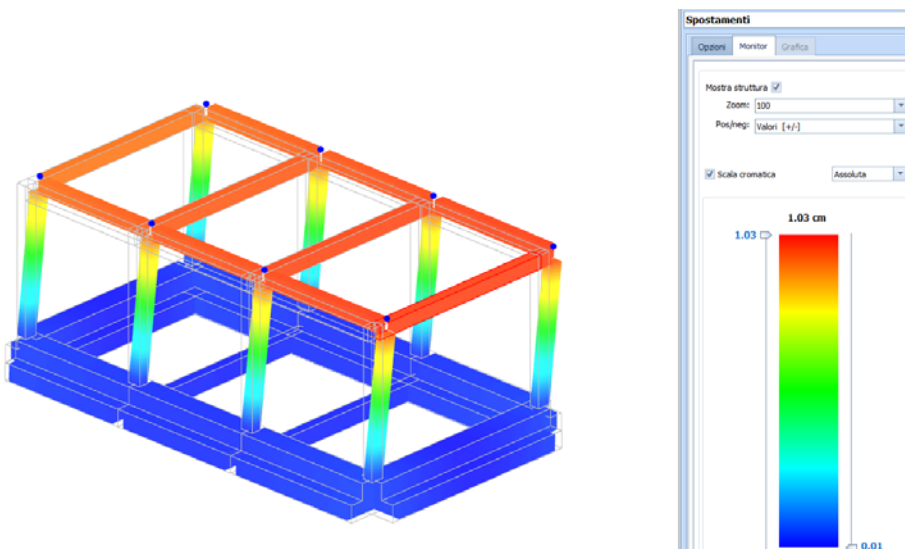 Spostamenti
Opzioni Monitor Grafica
Mostra struttura
Zoom: 100
Pos/neg: Valori [+/-]
Scala cromatica Assoluta
1.03 cm
1.03
0.01